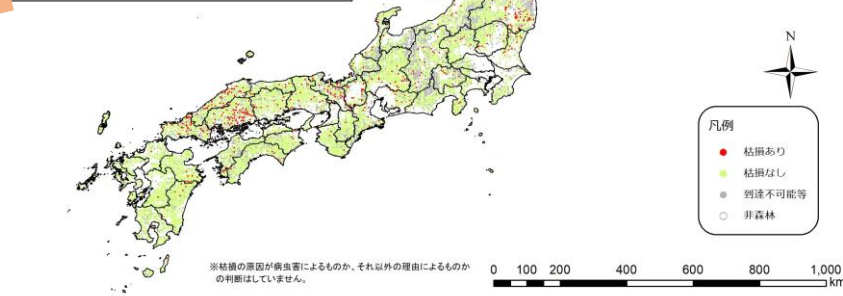 N
凡例
枯損あり
枯損なし
到達不可能等
非森林
※枯損の原因が病虫害によるものか、それ以外の理由によるものか
の判断はしていません。
0 100 200 400 600 800 1,000
km